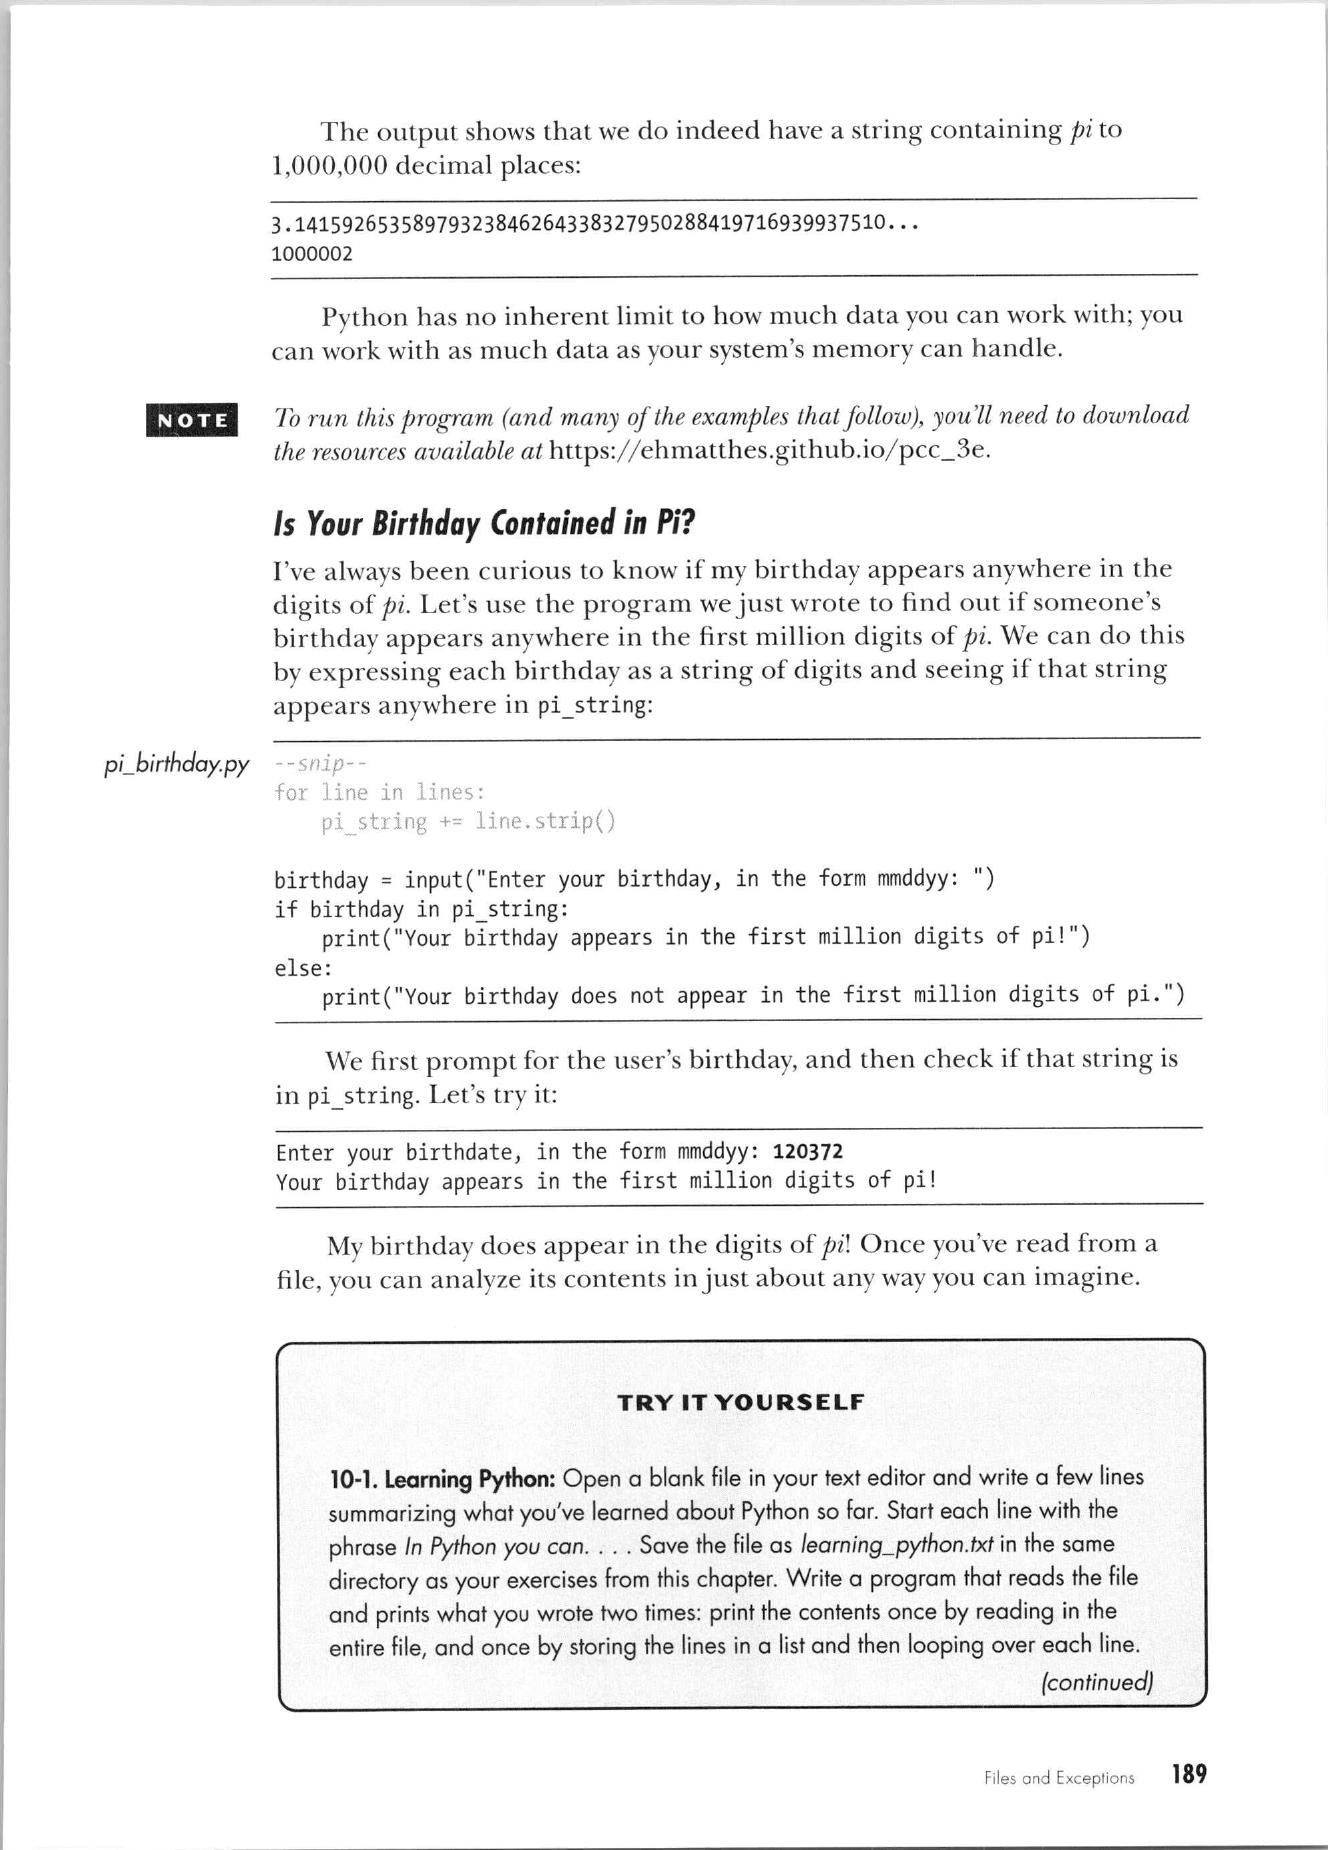 The output shows that we do indeed have a string containing pi to
1,000,000 decimal places:
3.14159265358979323846264338327950288419716939937510...
1000002
Python has no inherent limit to how much data you can work with; you
can work with as much data as your system's memory can handle.
NOTE To run this program (and many of the examples that follow), you'll need to download
the resources available at https://ehmatthes.github.io/pcc_3e.
Is Your Birthday Contained in Pi?
I've always been curious to know if my birthday appears anywhere in the
digits of pi. Let's use the program we just wrote to find out if someone's
birthday appears anywhere in the first million digits of pi. We can do this
by expressing each birthday as a string of digits and seeing if that string
appears anywhere in pi_string:
pi_birthday.py --snip--
for line in lines:
    pi_string += line.strip()
birthday = input("Enter your birthday, in the form mmddyy: ")
if birthday in pi_string:
    print("Your birthday appears in the first million digits of pi!")
else:
    print("Your birthday does not appear in the first million digits of pi.")
We first prompt for the user's birthday, and then check if that string is
in pi_string. Let's try it:
Enter your birthdate, in the form mmddyy: 120372
Your birthday appears in the first million digits of pi!
My birthday does appear in the digits of pi! Once you've read from a
file, you can analyze its contents in just about any way you can imagine.
TRY IT YOURSELF
10-1. Learning Python: Open a blank file in your text editor and write a few lines
summarizing what you've learned about Python so far. Start each line with the
phrase In Python you can. . . . Save the file as learning_python.txt in the same
directory as your exercises from this chapter. Write a program that reads the file
and prints what you wrote two times: print the contents once by reading in the
entire file, and once by storing the lines in a list and then looping over each line.
(continued)
Files and Exceptions 189